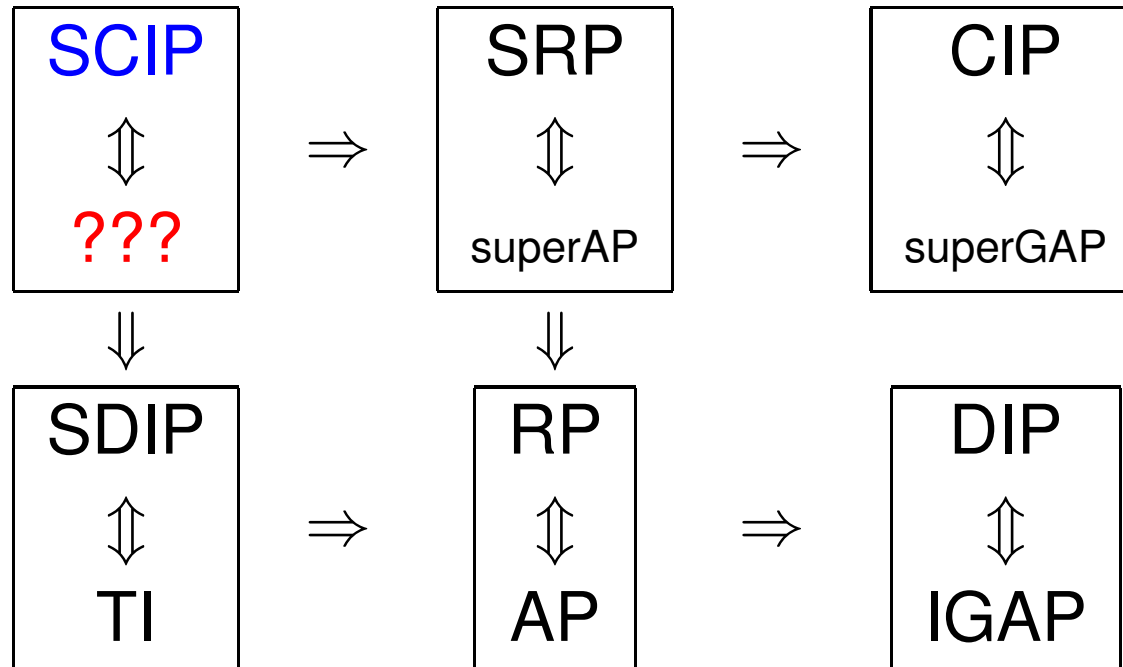 SCIP SRP CIP
⇕ ⇒ ⇕ ⇒ ⇕
??? superAP superGAP
⇓ ⇓
SDIP RP DIP
⇕ ⇒ ⇕ ⇒ ⇕
TI AP IGAP